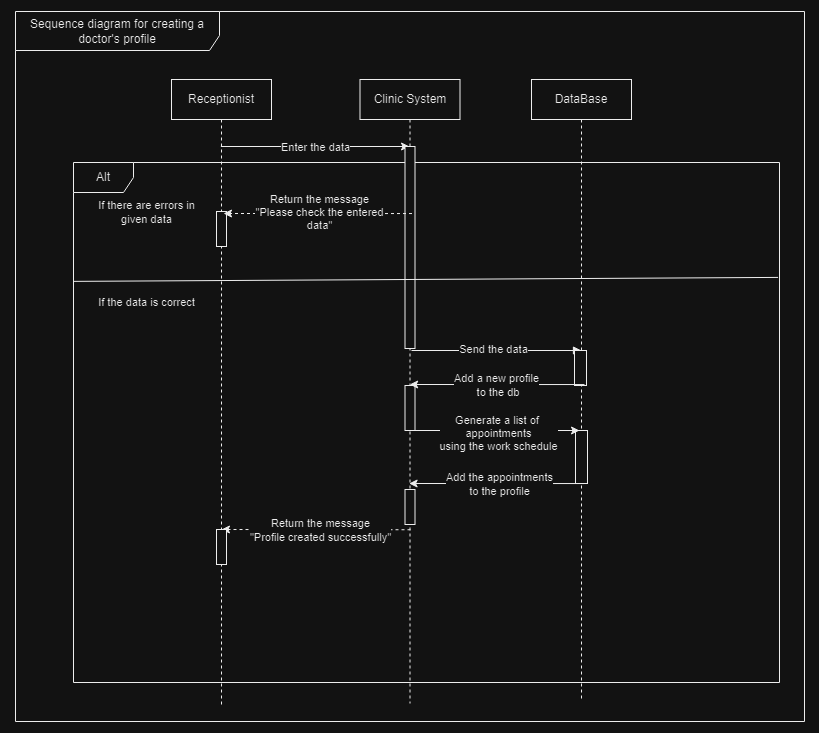 Sequence diagram for creating a
doctor's profile
Receptionist
Clinic System
DataBase
Enter the data
Alt
If there are errors in
given data
Return the message
"Please check the entered
data"
If the data is correct
Send the data
Add a new profile
to the db
Generate a list of
appointments
using the work schedule
Add the appointments
to the profile
Return the message
"Profile created successfully"